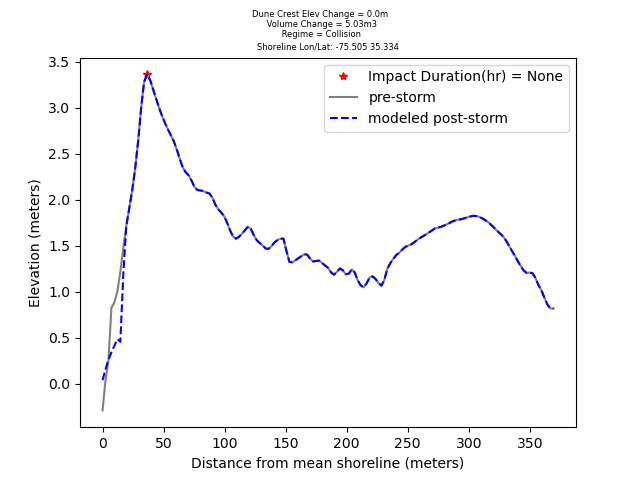 Dune Crest Elev Change = 0.0m
Volume Change = 5.03m3
Regime = Collision
Shoreline Lon/Lat: -75.505 35.334
Impact Duration(hr) = None
pre-storm
modeled post-storm
Elevation (meters)
3.5
3.0
2.5
2.0
1.5
1.0
0.5
0.0
0 50 100 150 200 250 300 350
Distance from mean shoreline (meters)